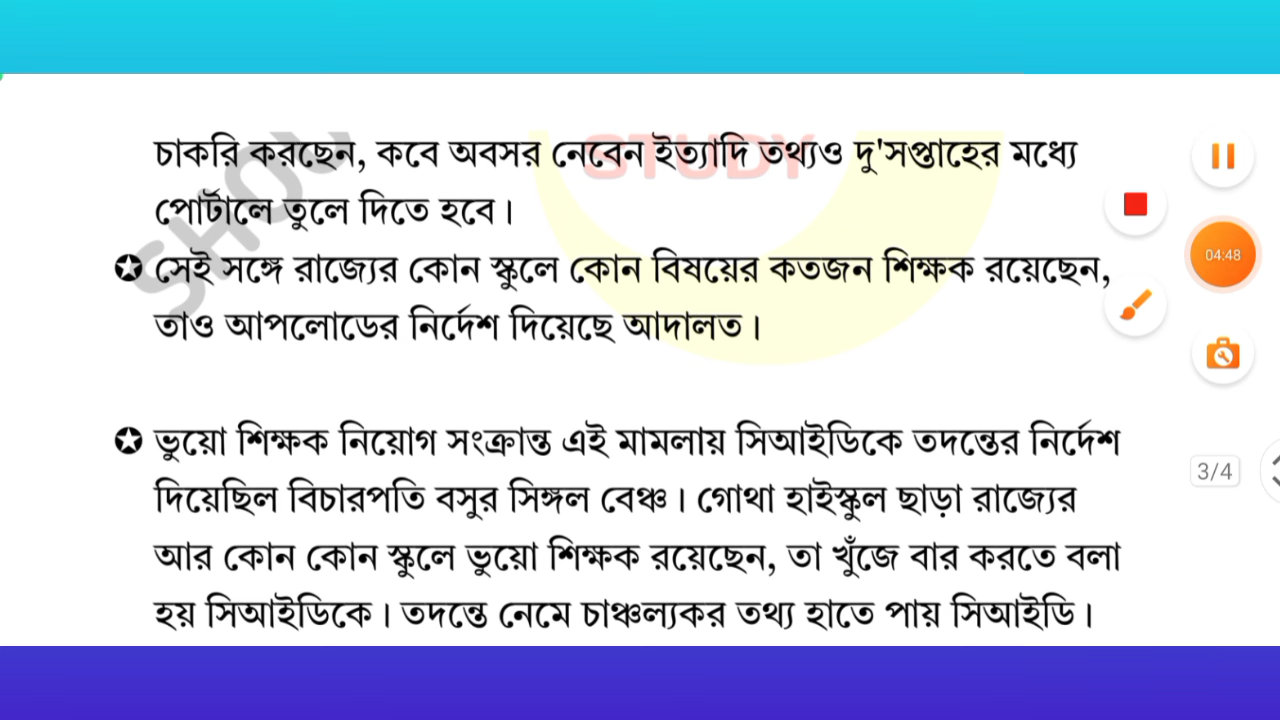 SHOU
STUDY
চাকরি করছেন, কবে অবসর নেবেন ইত্যাদি তথ্যও দু'সপ্তাহের মধ্যে
পোর্টালে তুলে দিতে হবে।
✪ সেই সঙ্গে রাজ্যের কোন স্কুলে কোন বিষয়ের কতজন শিক্ষক রয়েছেন,
তাও আপলোডের নির্দেশ দিয়েছে আদালত।
✪ ভুয়ো শিক্ষক নিয়োগ সংক্রান্ত এই মামলায় সিআইডিকে তদন্তের নির্দেশ
দিয়েছিল বিচারপতি বসুর সিঙ্গল বেঞ্চ। গোথা হাইস্কুল ছাড়া রাজ্যের
আর কোন কোন স্কুলে ভুয়ো শিক্ষক রয়েছেন, তা খুঁজে বার করতে বলা
হয় সিআইডিকে। তদন্তে নেমে চাঞ্চল্যকর তথ্য হাতে পায় সিআইডি।
04:48
3/4